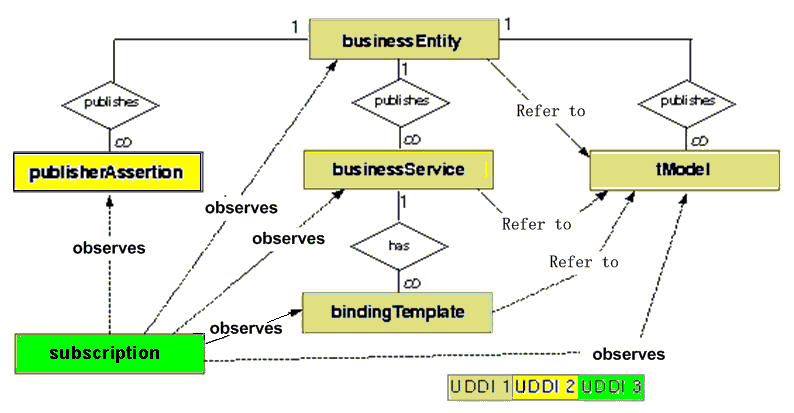 1 businessEntity 1
1
publishes publishes publishes
∞ ∞ ∞
Refer to
publisherAssertion businessService tModel
1
observes
observes
observes
Refer to
has
Refer to
∞
bindingTemplate
observes
subscription
observes
UDDI 1 UDDI 2 UDDI 3